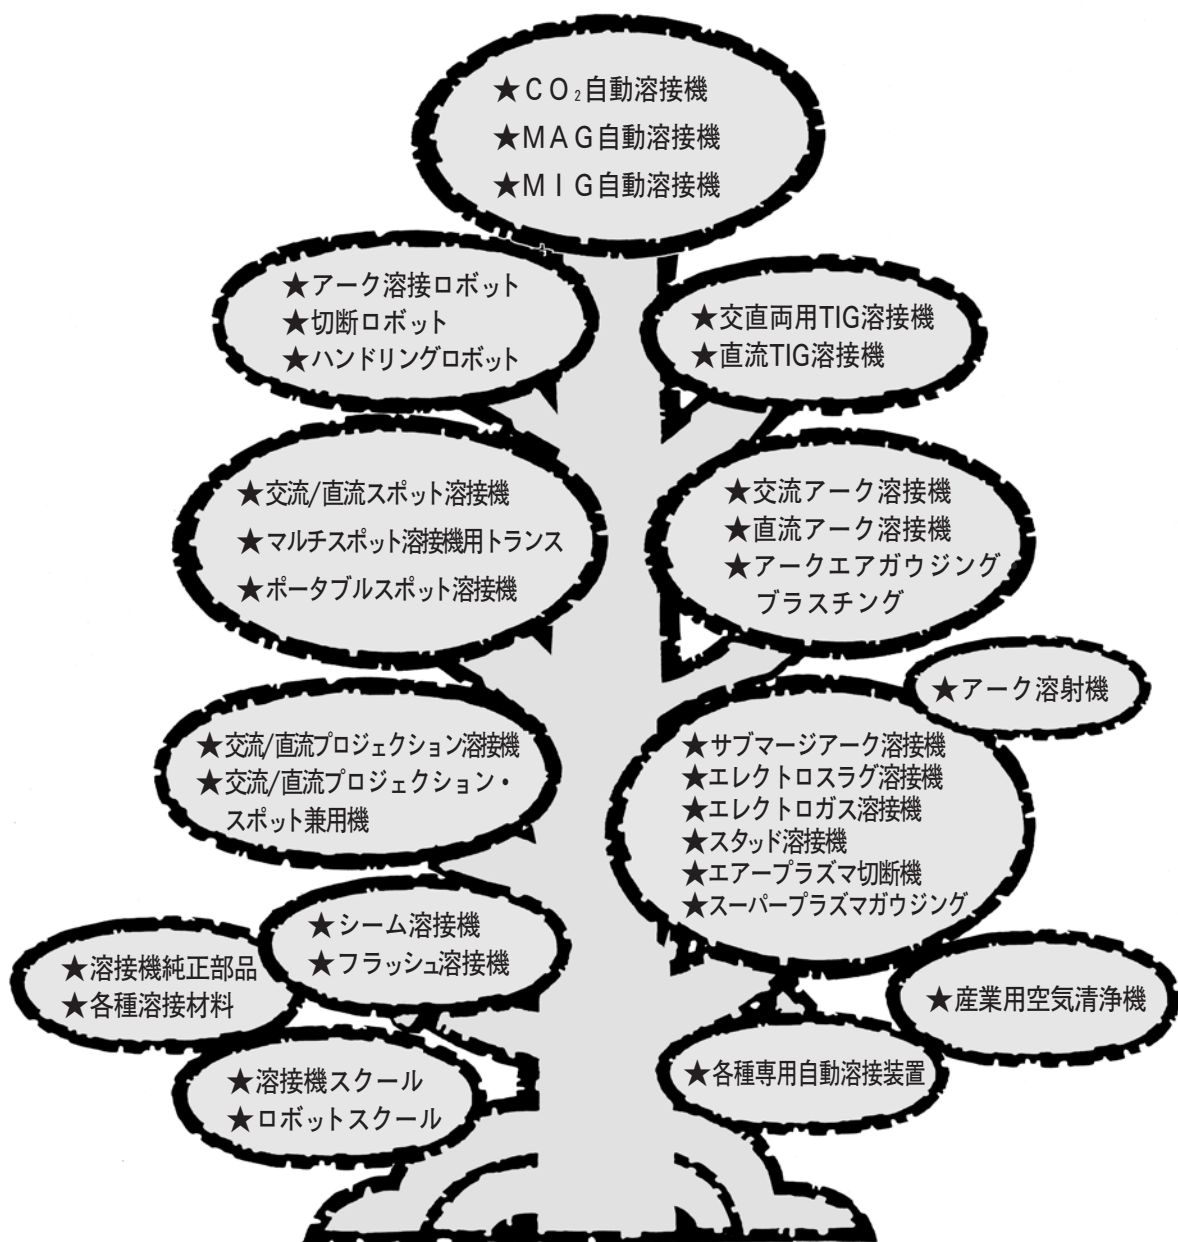 ★CO₂自動溶接機
★MAG自動溶接機
★MIG自動溶接機
★アーク溶接ロボット
★切断ロボット
★ハンドリングロボット
★交直両用TIG溶接機
★直流TIG溶接機
★交流/直流スポット溶接機
★マルチスポット溶接機用トランス
★ポータブルスポット溶接機
★交流アーク溶接機
★直流アーク溶接機
★アークエアガウジング
ブラスチング
★アーク溶射機
★交流/直流プロジェクション溶接機
★交流/直流プロジェクション・
スポット兼用機
★サブマージアーク溶接機
★エレクトロスラグ溶接機
★エレクトロガス溶接機
★スタッド溶接機
★エアープラズマ切断機
★スーパープラズマガウジング
★シーム溶接機
★フラッシュ溶接機
★溶接機純正部品
★各種溶接材料
★産業用空気清浄機
★溶接機スクール
★ロボットスクール
★各種専用自動溶接装置